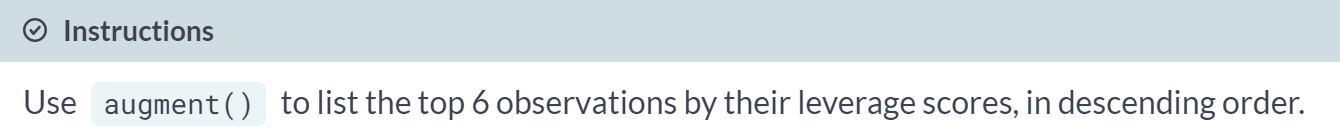 Instructions
Use augment() to list the top 6 observations by their leverage scores, in descending order.